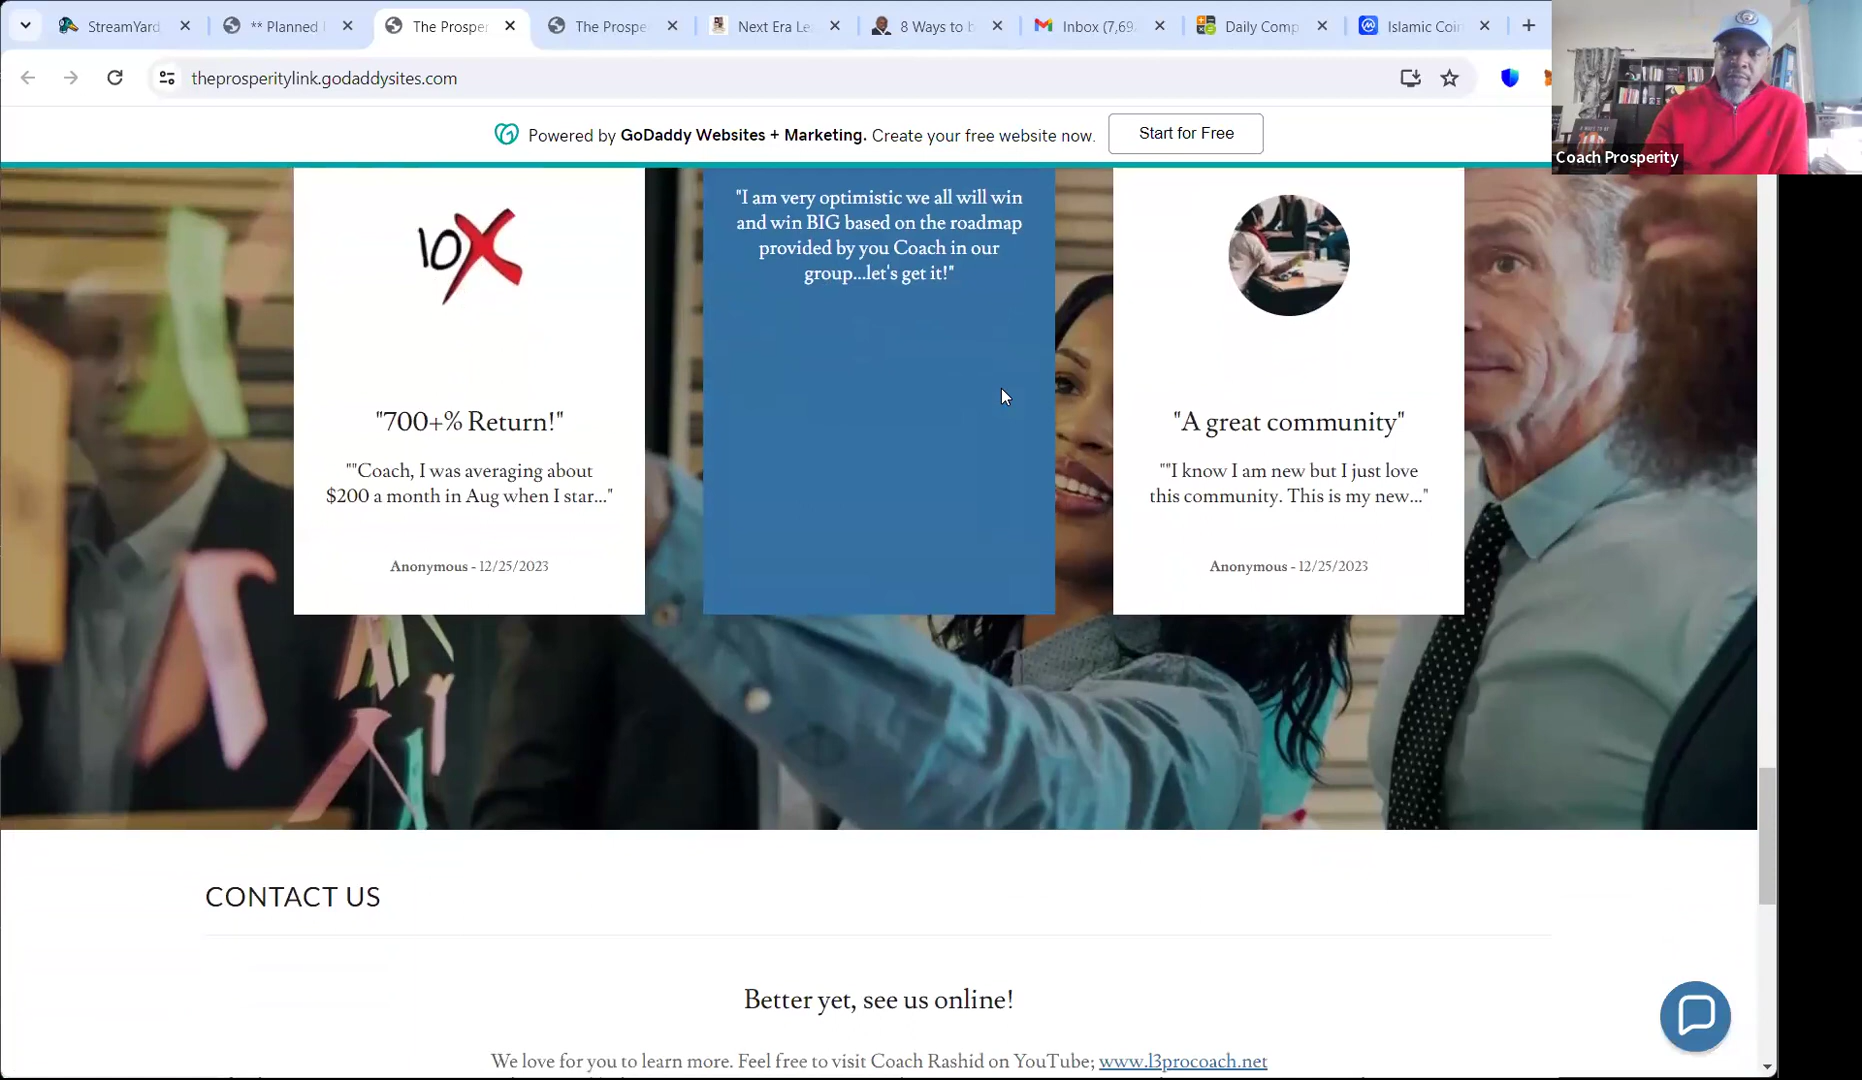 StreamYard
** Planned
The Prosper
The Prospe
Next Era Le
8 Ways to b
Inbox (7,69
Daily Comp
Islamic Coin
theprosperitylink.godaddysites.com
Powered by GoDaddy Websites + Marketing. Create your free website now.
Start for Free
Coach Prosperity
10X
"I am very optimistic we all will win
and win BIG based on the roadmap
provided by you Coach in our
group...let's get it!"
"700+% Return!"
""Coach, I was averaging about
$200 a month in Aug when I star..."
Anonymous - 12/25/2023
"A great community"
""I know I am new but I just love
this community. This is my new..."
Anonymous - 12/25/2023
CONTACT US
Better yet, see us online!
We love for you to learn more. Feel free to visit Coach Rashid on YouTube; www.l3procoach.net